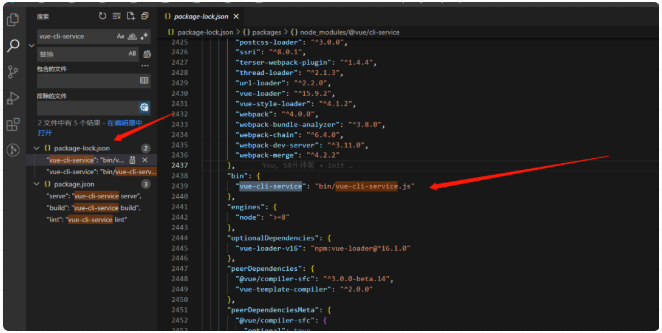 搜索
package-lock.json ×
package-lock.json > {} packages > {} node_modules/@vue/cli-service
vue-cli-service
Aa
替换
AB
包含的文件
排除的文件
2 文件中有 5 个结果 - 在编辑器中
打开
package-lock.json 2
"vue-cli-service": "bin/v...
"vue-cli-service": "bin/vue-cli-serv...
package.json 3
"serve": "vue-cli-service serve",
"build": "vue-cli-service build",
"lint": "vue-cli-service lint"
2425 "postcss-loader": "^3.0.0",
2426 "ssri": "^8.0.1",
2427 "terser-webpack-plugin": "^1.4.4",
2428 "thread-loader": "^2.1.3",
2429 "url-loader": "^2.2.0",
2430 "vue-loader": "^15.9.2",
2431 "vue-style-loader": "^4.1.2",
2432 "webpack": "^4.0.0",
2433 "webpack-bundle-analyzer": "^3.8.0",
2434 "webpack-chain": "^6.4.0",
2435 "webpack-dev-server": "^3.11.0",
2436 "webpack-merge": "^4.2.2"
2437 },
2438 "bin": {
2439 "vue-cli-service": "bin/vue-cli-service.js"
2440 },
2441 "engines": {
2442 "node": ">=8"
2443 },
2444 "optionalDependencies": {
2445 "vue-loader-v16": "npm:vue-loader@^16.1.0"
2446 },
2447 "peerDependencies": {
2448 "@vue/compiler-sfc": "^3.0.0-beta.14",
2449 "vue-template-compiler": "^2.0.0"
2450 },
2451 "peerDependenciesMeta": {
2452 "@vue/compiler-sfc": {